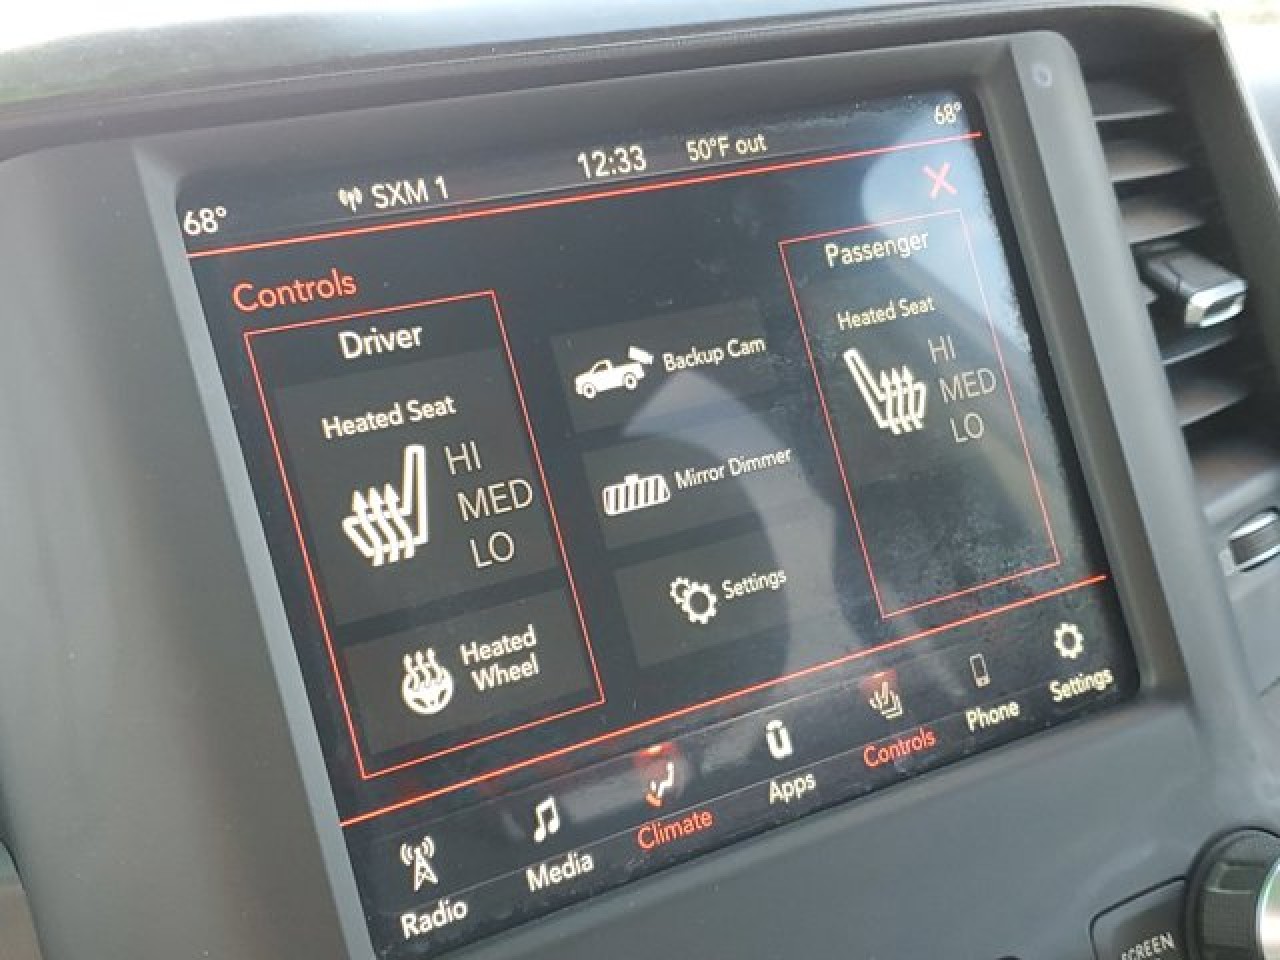 68°
SXM 1
12:33
50°F out
68°
Controls
Driver
Heated Seat
HI
MED
LO
Heated
Wheel
Backup Cam
Mirror Dimmer
Settings
Passenger
Heated Seat
HI
MED
LO
Radio
Media
Climate
Apps
Controls
Phone
Settings
SCREEN